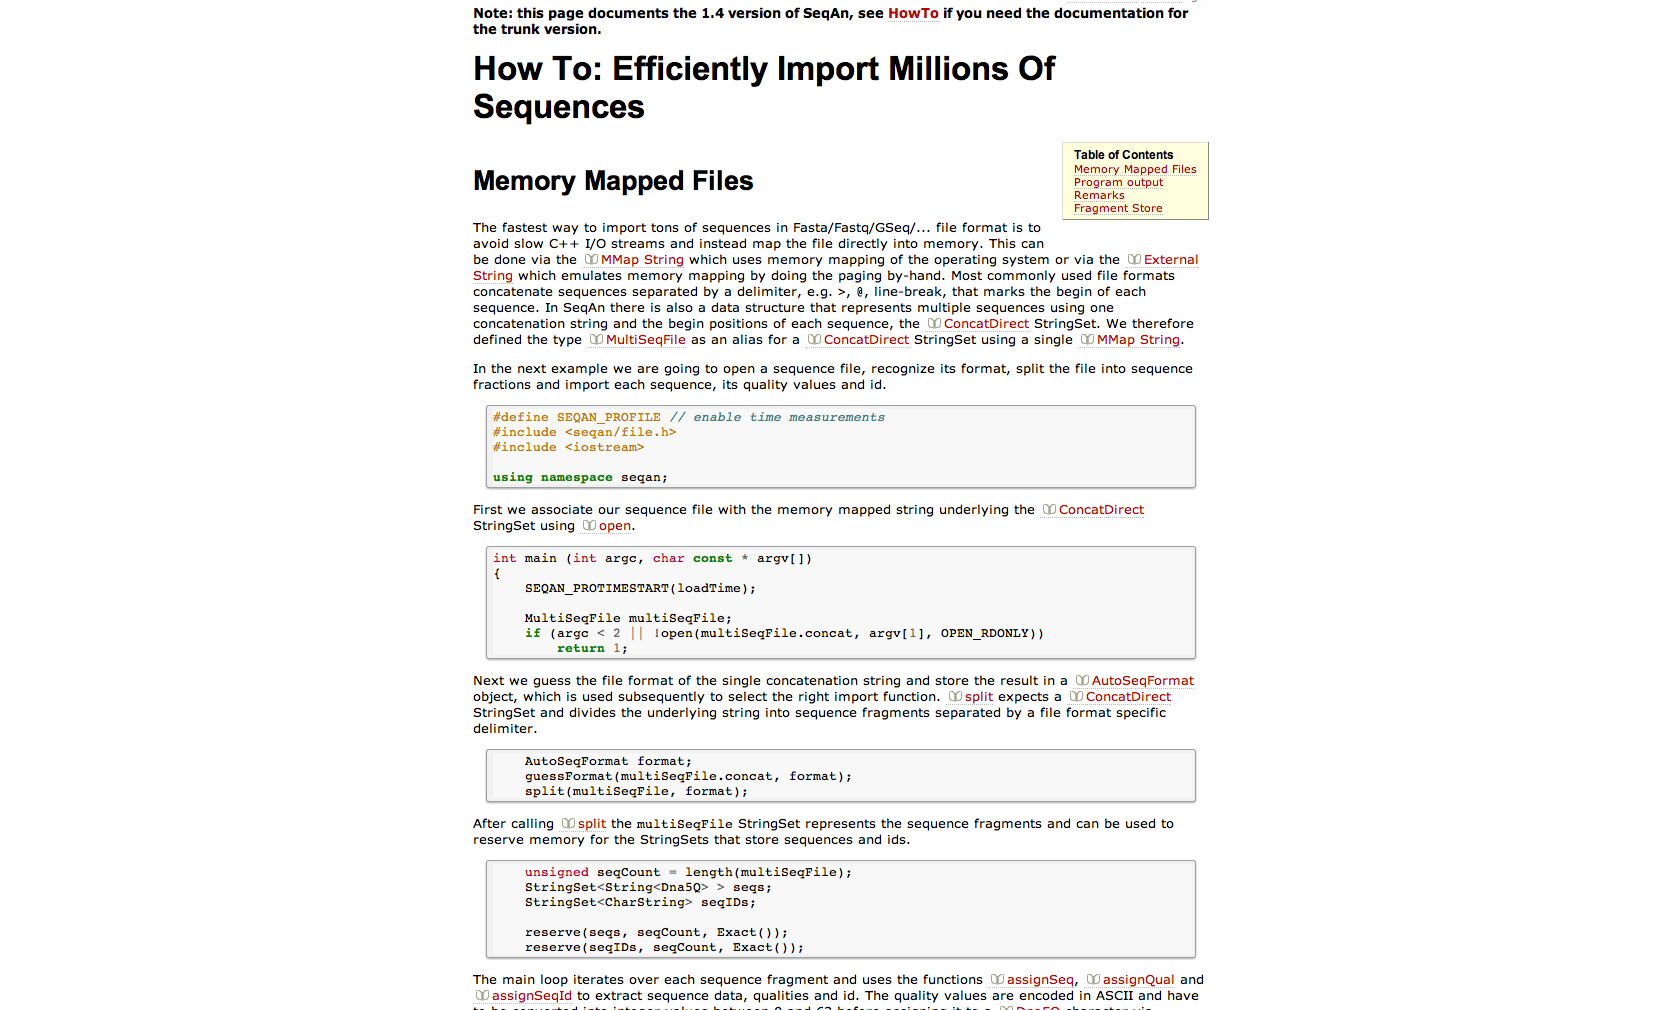 Note: this page documents the 1.4 version of SeqAn, see HowTo if you need the documentation for
the trunk version.
How To: Efficiently Import Millions Of
Sequences
Table of Contents
Memory Mapped Files
Program output
Remarks
Fragment Store
Memory Mapped Files
The fastest way to import tons of sequences in Fasta/Fastq/GSeq/... file format is to
avoid slow C++ I/O streams and instead map the file directly into memory. This can
be done via the MMap String which uses memory mapping of the operating system or via the External
String which emulates memory mapping by doing the paging by-hand. Most commonly used file formats
concatenate sequences separated by a delimiter, e.g. >, @, line-break, that marks the begin of each
sequence. In SeqAn there is also a data structure that represents multiple sequences using one
concatenation string and the begin positions of each sequence, the ConcatDirect StringSet. We therefore
defined the type MultiSeqFile as an alias for a ConcatDirect StringSet using a single MMap String.
In the next example we are going to open a sequence file, recognize its format, split the file into sequence
fractions and import each sequence, its quality values and id.
#define SEQAN_PROFILE // enable time measurements
#include <seqan/file.h>
#include <iostream>
using namespace seqan;
First we associate our sequence file with the memory mapped string underlying the ConcatDirect
StringSet using open.
int main (int argc, char const * argv[])
{
SEQAN_PROTIMESTART(loadTime);
MultiSeqFile multiSeqFile;
if (argc < 2 || !open(multiSeqFile.concat, argv[1], OPEN_RDONLY))
return 1;
Next we guess the file format of the single concatenation string and store the result in a AutoSeqFormat
object, which is used subsequently to select the right import function. split expects a ConcatDirect
StringSet and divides the underlying string into sequence fragments separated by a file format specific
delimiter.
AutoSeqFormat format;
guessFormat(multiSeqFile.concat, format);
split(multiSeqFile, format);
After calling split the multiSeqFile StringSet represents the sequence fragments and can be used to
reserve memory for the StringSets that store sequences and ids.
unsigned seqCount = length(multiSeqFile);
StringSet<String<Dna5Q> > seqs;
StringSet<CharString> seqIDs;
reserve(seqs, seqCount, Exact());
reserve(seqIDs, seqCount, Exact());
The main loop iterates over each sequence fragment and uses the functions assignSeq, assignQual and
assignSeqId to extract sequence data, qualities and id. The quality values are encoded in ASCII and have